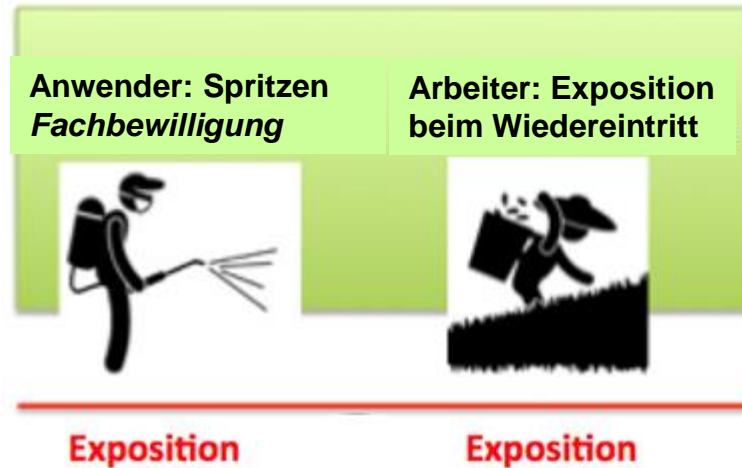 Anwender: Spritzen
Fachbewilligung
Arbeiter: Exposition
beim Wiedereintritt
Exposition
Exposition